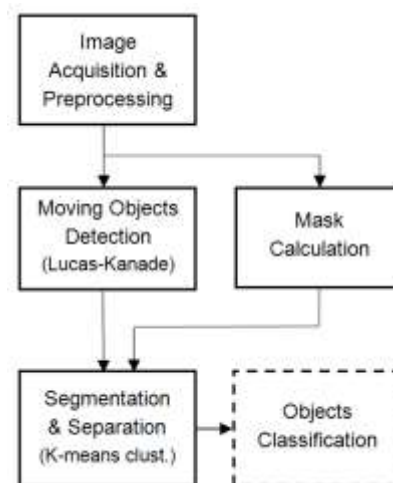 Image
Acquisition &
Preprocessing
Moving Objects
Detection
(Lucas-Kanade)
Mask
Calculation
Segmentation
& Separation
(K-means clust.)
Objects
Classification